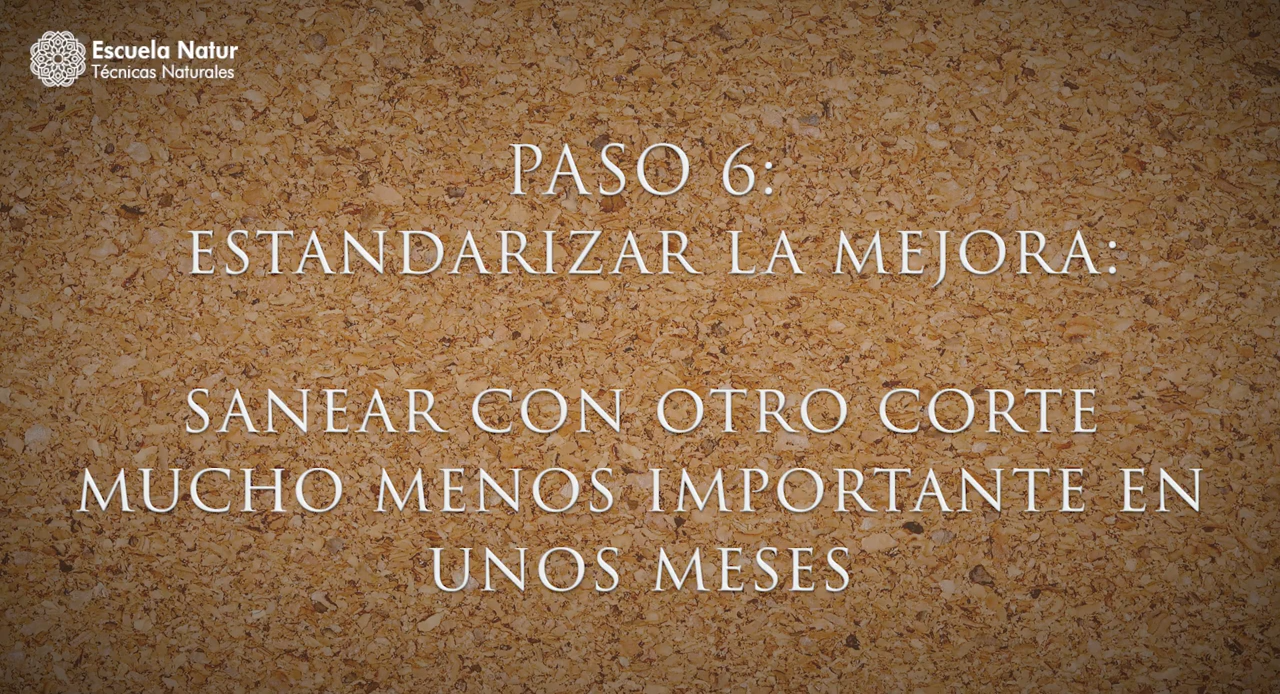 Escuela Natur
Técnicas Naturales
PASO 6:
ESTANDARIZAR LA MEJORA:
SANEAR CON OTRO CORTE
MUCHO MENOS IMPORTANTE EN
UNOS MESES